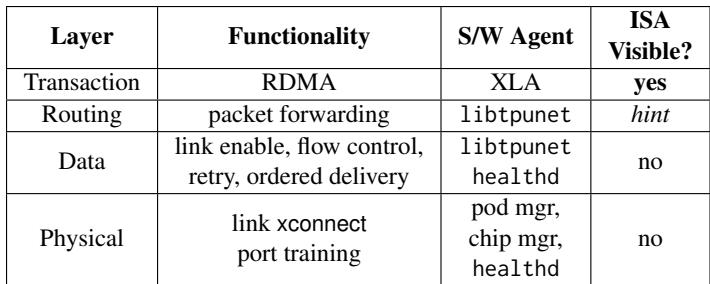 Layer Functionality S/W Agent ISA Visible?
Transaction RDMA XLA yes
Routing packet forwarding libtpunet hint
Data link enable, flow control, retry, ordered delivery libtpunet healthd no
Physical link xconnect port training pod mgr, chip mgr, healthd no